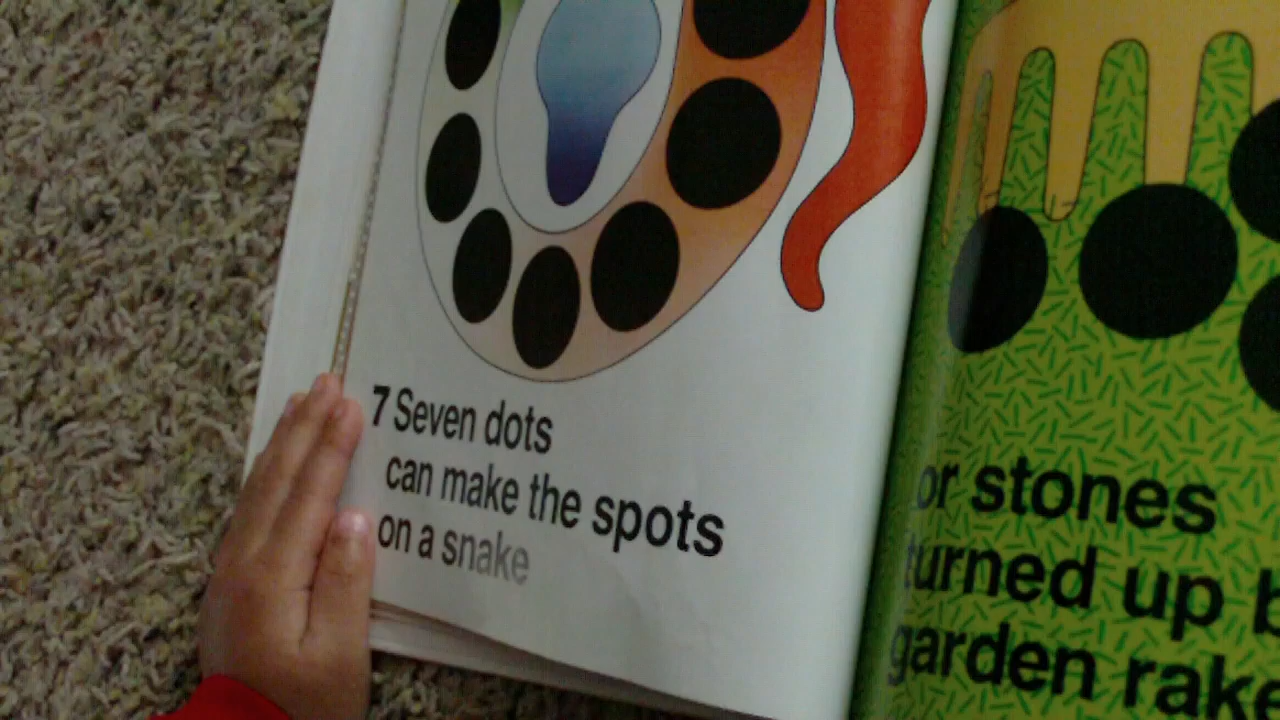 7 Seven dots
can make the spots
on a snake
or stones
turned up
garden rake